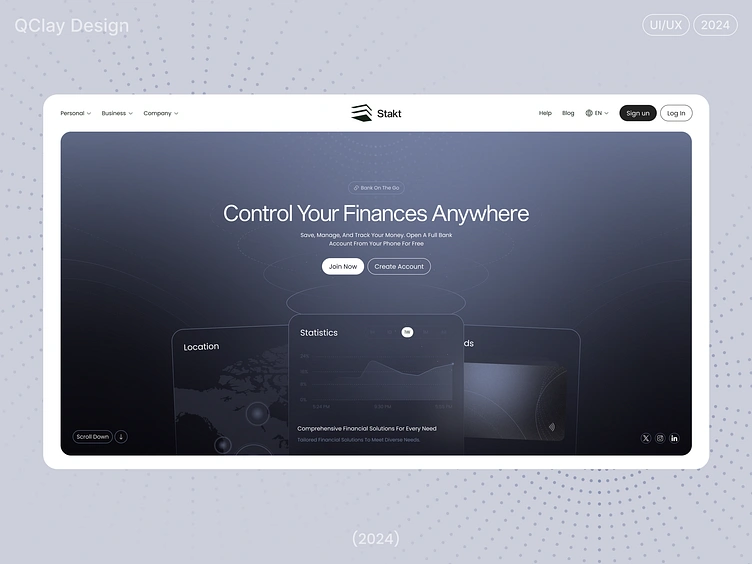 QClay Design
UI/UX
2024
Personal
Business
Company
Stakt
Help
Blog
EN
Sign un
Log In
Bank On The Go
Control Your Finances Anywhere
Save, Manage, And Track Your Money. Open A Full Bank
Account From Your Phone For Free
Join Now
Create Account
Location
Statistics
ds
Comprehensive Financial Solutions For Every Need
Tailored Financial Solutions To Meet Diverse Needs
Scroll Down
(2024)